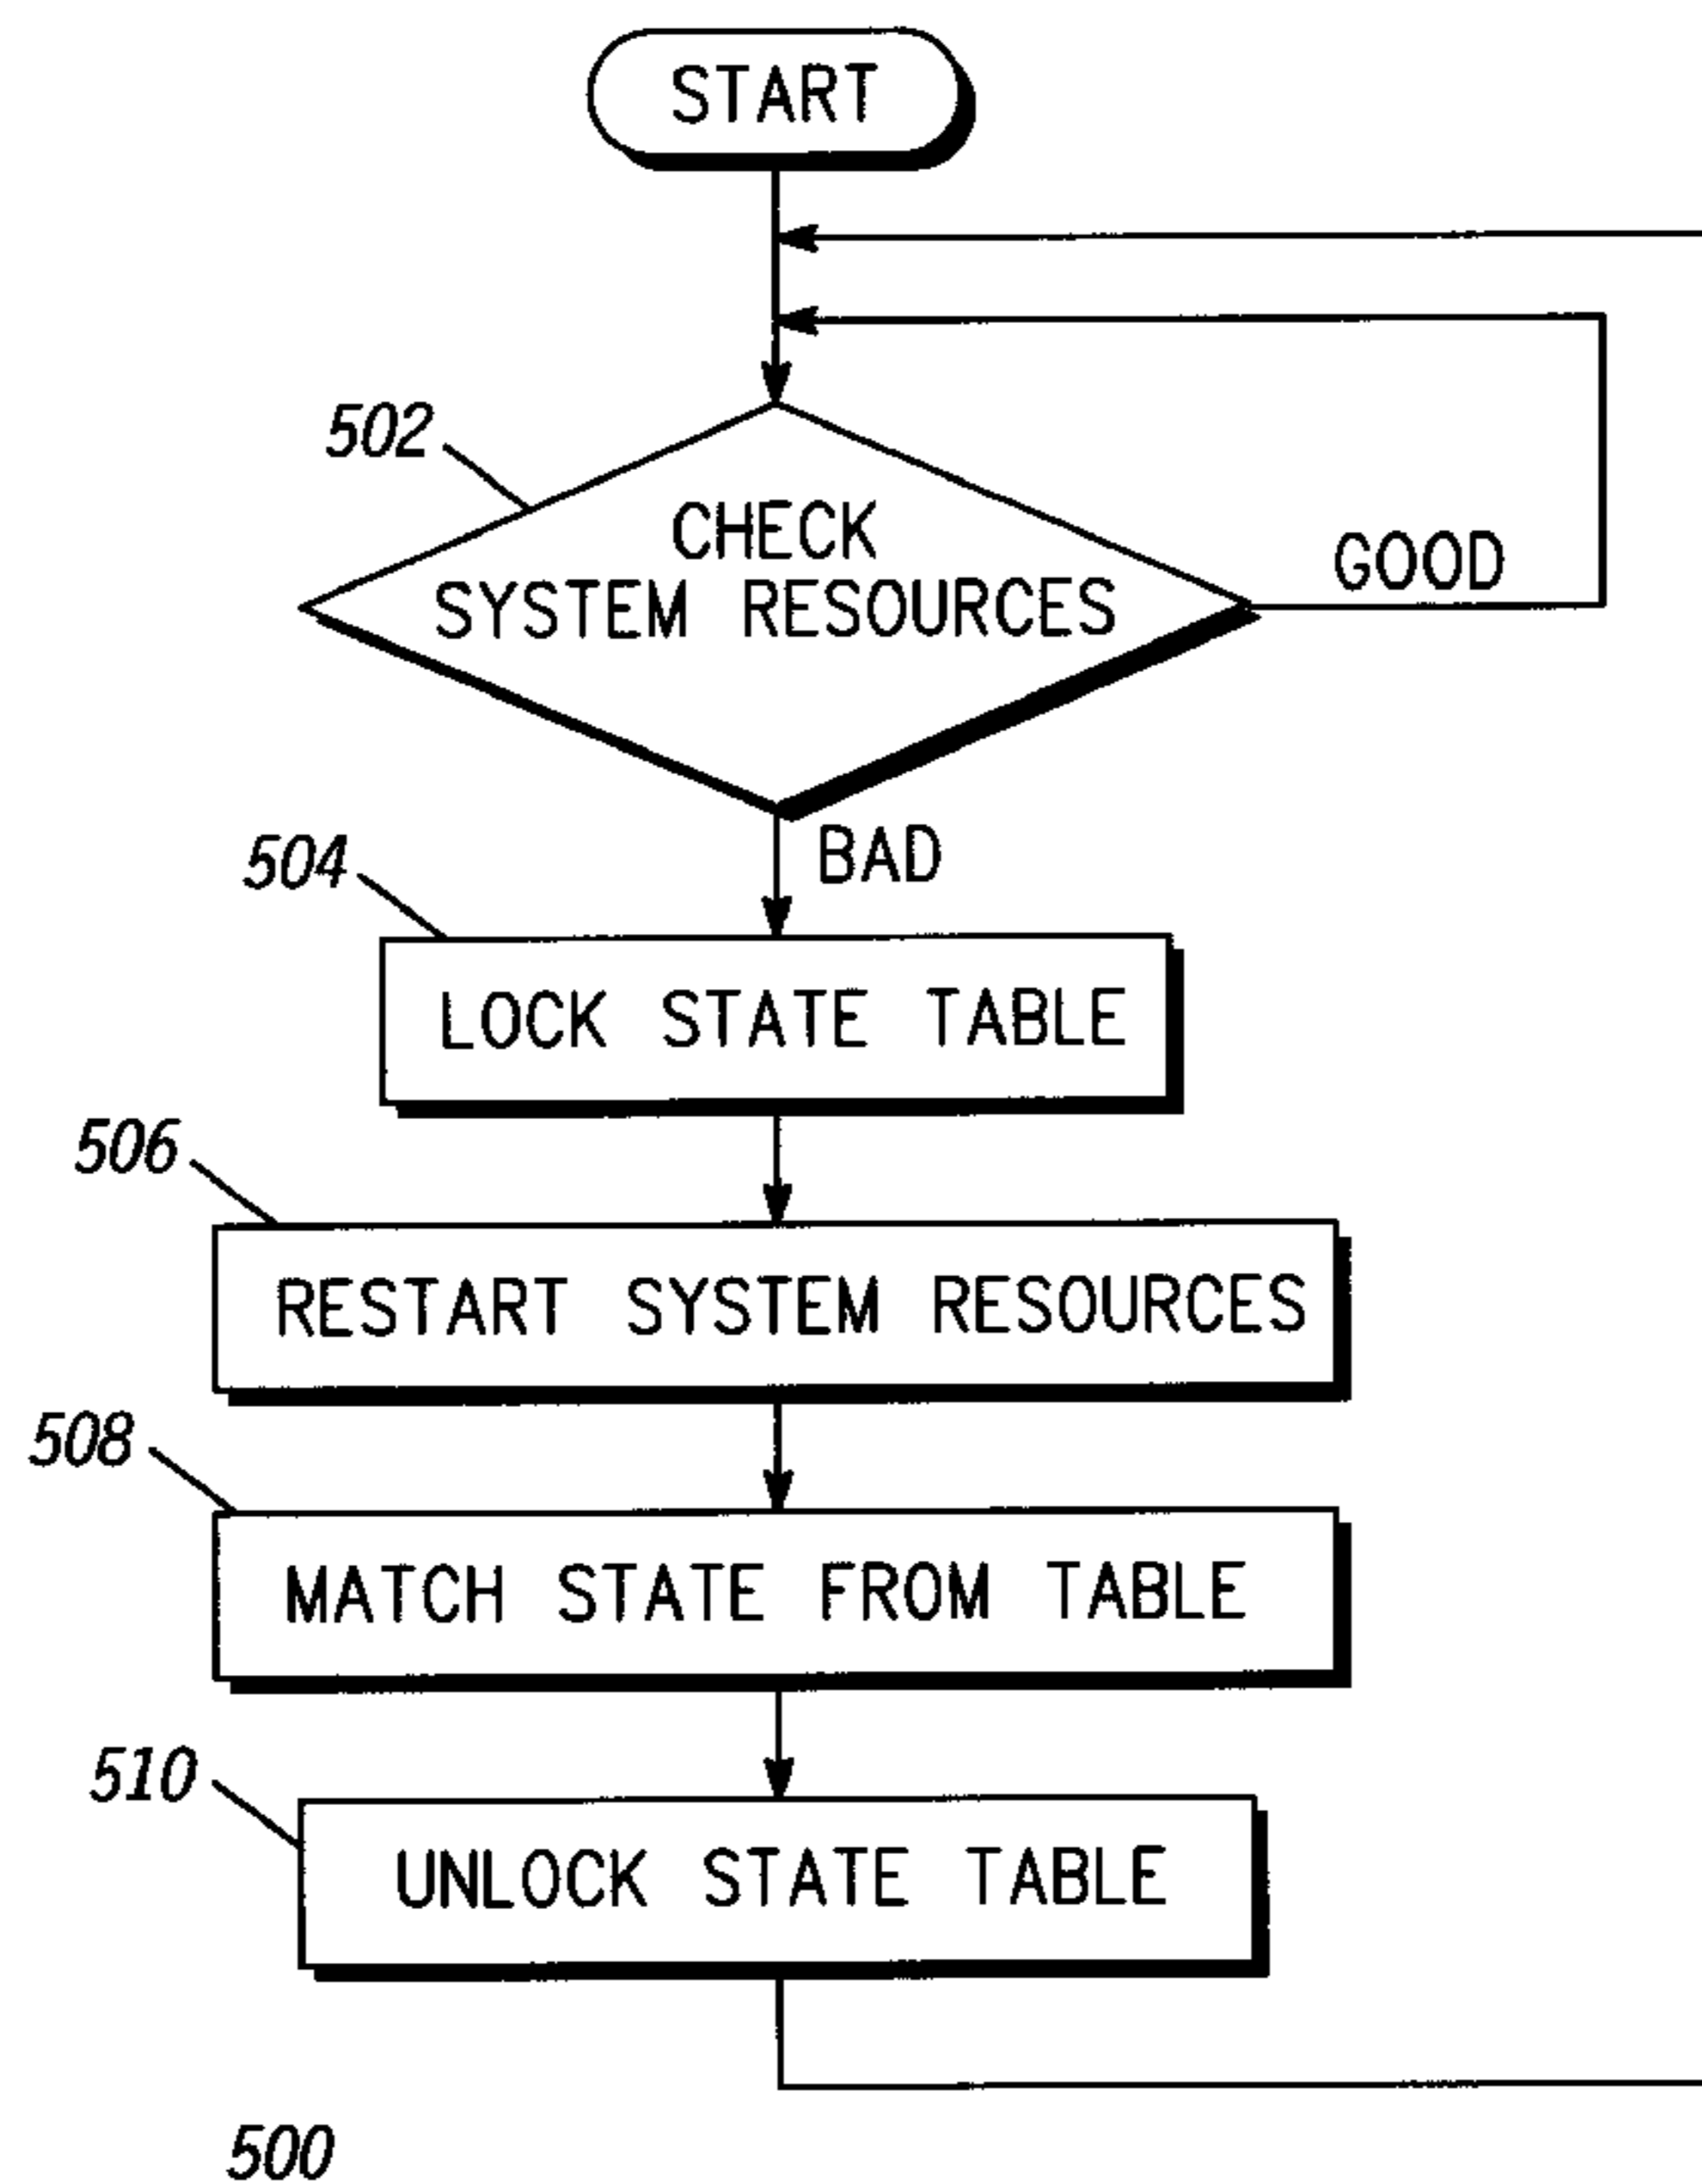 START
502
CHECK
SYSTEM RESOURCES
GOOD
BAD
504
LOCK STATE TABLE
506
RESTART SYSTEM RESOURCES
508
MATCH STATE FROM TABLE
510
UNLOCK STATE TABLE
500